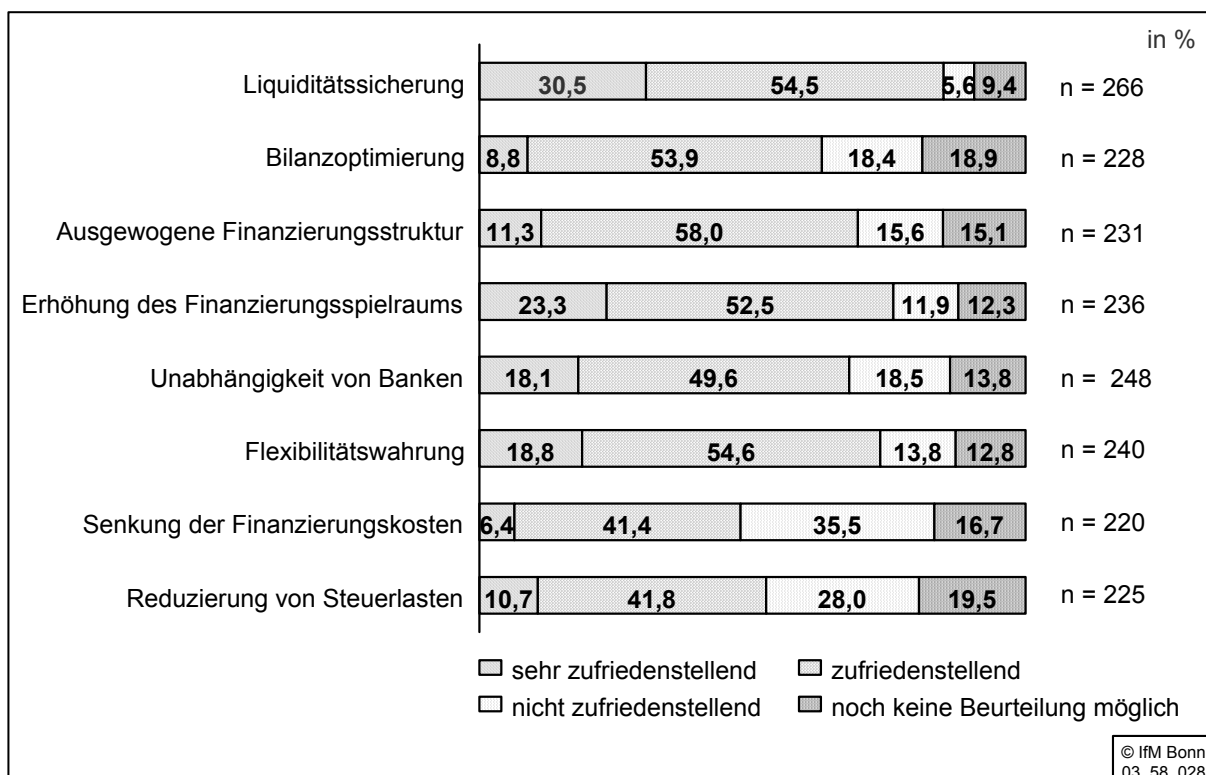 in %
Liquiditätssicherung 30,5 54,5 5,6 9,4 n = 266
Bilanzoptimierung 8,8 53,9 18,4 18,9 n = 228
Ausgewogene Finanzierungsstruktur 11,3 58,0 15,6 15,1 n = 231
Erhöhung des Finanzierungsspielraums 23,3 52,5 11,9 12,3 n = 236
Unabhängigkeit von Banken 18,1 49,6 18,5 13,8 n = 248
Flexibilitätswahrung 18,8 54,6 13,8 12,8 n = 240
Senkung der Finanzierungskosten 6,4 41,4 35,5 16,7 n = 220
Reduzierung von Steuerlasten 10,7 41,8 28,0 19,5 n = 225
sehr zufriedenstellend zufriedenstellend
nicht zufriedenstellend noch keine Beurteilung möglich
© IfM Bonn
03 58 028